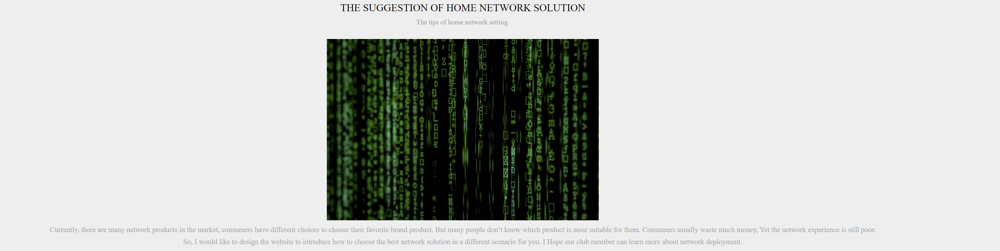 THE SUGGESTION OF HOME NETWORK SOLUTION
The tips of home network setting.
Currently, there are many network products in the market, consumers have different choices to choose their favorite brand product. But many people don’t know which product is most suitable for them. Consumers usually waste much money, Yet the network experience is still poor.
So, I would like to design the website to introduce how to choose the best network solution in a different scenario for you. I Hope our club member can learn more about network deployment.